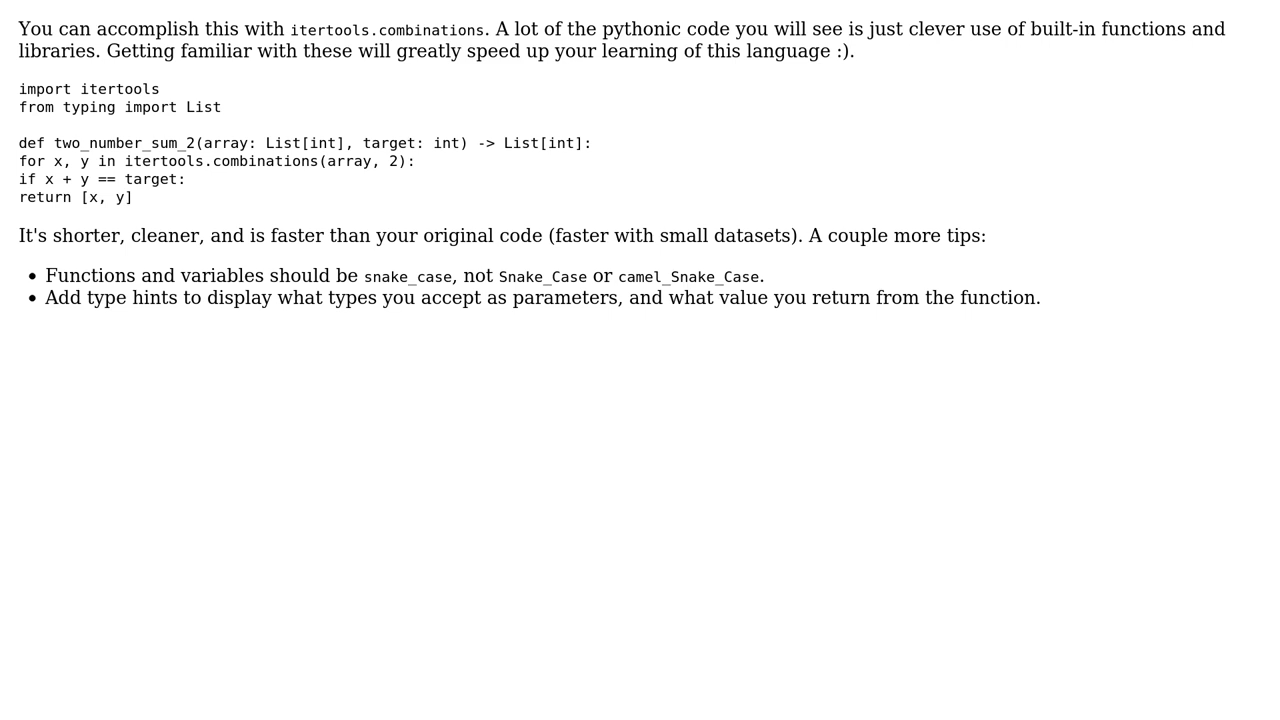 You can accomplish this with itertools.combinations. A lot of the pythonic code you will see is just clever use of built-in functions and
libraries. Getting familiar with these will greatly speed up your learning of this language :).
import itertools
from typing import List
def two_number_sum_2(array: List[int], target: int) -> List[int]:
for x, y in itertools.combinations(array, 2):
if x + y == target:
return [x, y]
It's shorter, cleaner, and is faster than your original code (faster with small datasets). A couple more tips:
• Functions and variables should be snake_case, not Snake_Case or camel_Snake_Case.
• Add type hints to display what types you accept as parameters, and what value you return from the function.